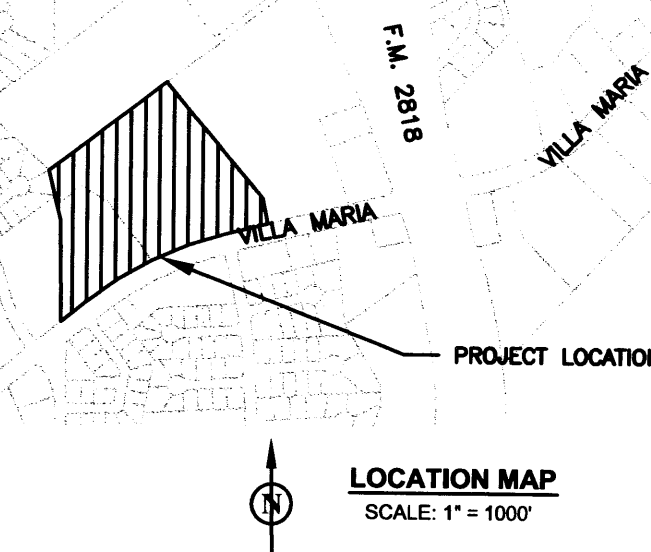 F.M. 2818
VILLA MARIA
VILLA MARIA
PROJECT LOCATION
N
LOCATION MAP
SCALE: 1" = 1000'